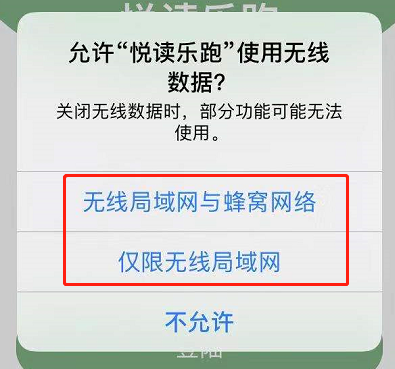 悦读乐跑
允许“悦读乐跑”使用无线
数据？
关闭无线数据时，部分功能可能无法
使用。
无线局域网与蜂窝网络
仅限无线局域网
不允许
登陆